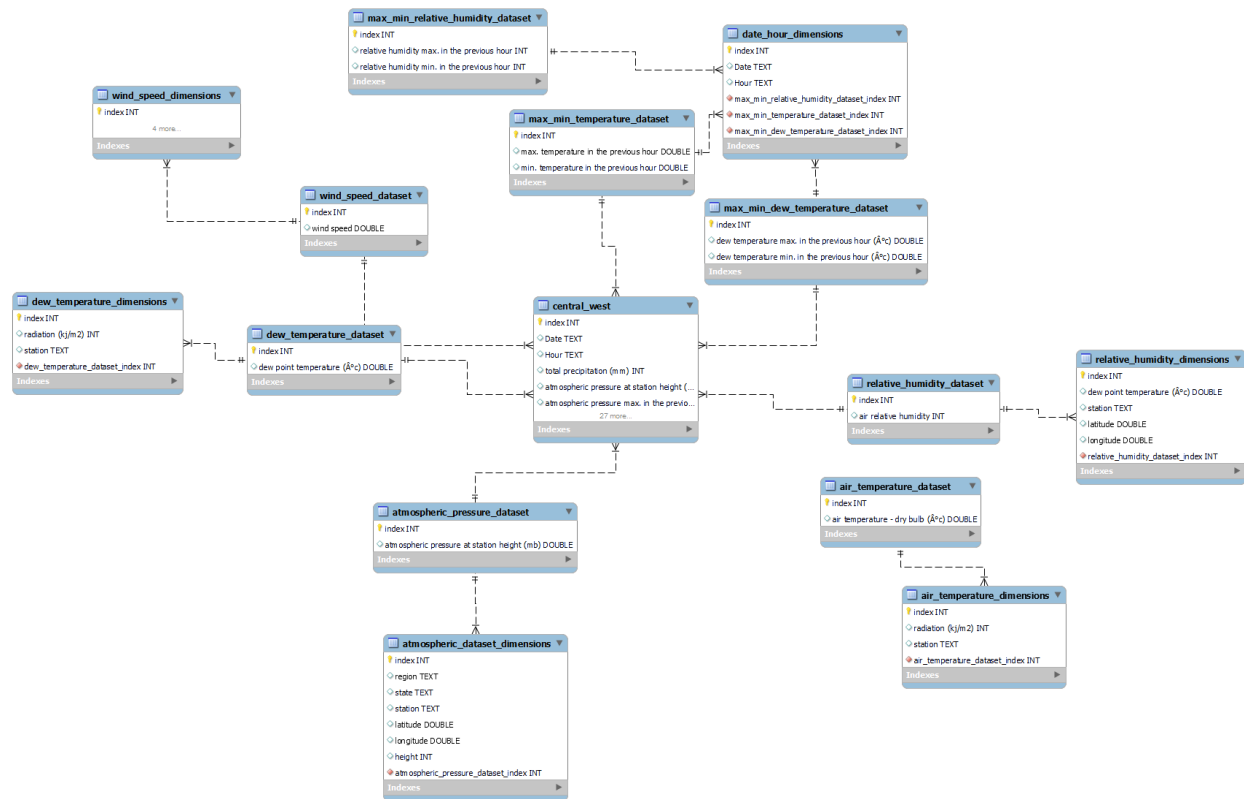 max_min_relative_humidity_dataset
index INT
relative humidity max. in the previous hour INT
relative humidity min. in the previous hour INT
Indexes
date_hour_dimensions
index INT
Date TEXT
Hour TEXT
max_min_relative_humidity_dataset_index INT
max_min_temperature_dataset_index INT
max_min_dew_temperature_dataset_index INT
Indexes
wind_speed_dimensions
index INT
4 more...
Indexes
max_min_temperature_dataset
index INT
max. temperature in the previous hour DOUBLE
min. temperature in the previous hour DOUBLE
Indexes
wind_speed_dataset
index INT
wind speed DOUBLE
Indexes
max_min_dew_temperature_dataset
index INT
dew temperature max. in the previous hour (Â°c) DOUBLE
dew temperature min. in the previous hour (Â°c) DOUBLE
Indexes
dew_temperature_dimensions
index INT
radiation (kj/m2) INT
station TEXT
dew_temperature_dataset_index INT
Indexes
dew_temperature_dataset
index INT
dew point temperature (Â°c) DOUBLE
Indexes
central_west
index INT
Date TEXT
Hour TEXT
total precipitation (mm) INT
atmospheric pressure at station height (...
atmospheric pressure max. in the previo...
27 more...
Indexes
relative_humidity_dataset
index INT
air relative humidity INT
Indexes
relative_humidity_dimensions
index INT
dew point temperature (Â°c) DOUBLE
station TEXT
latitude DOUBLE
longitude DOUBLE
relative_humidity_dataset_index INT
Indexes
atmospheric_pressure_dataset
index INT
atmospheric pressure at station height (mb) DOUBLE
Indexes
air_temperature_dataset
index INT
air temperature - dry bulb (Â°c) DOUBLE
Indexes
air_temperature_dimensions
index INT
radiation (kj/m2) INT
station TEXT
air_temperature_dataset_index INT
Indexes
atmospheric_dataset_dimensions
index INT
region TEXT
state TEXT
station TEXT
latitude DOUBLE
longitude DOUBLE
height INT
atmospheric_pressure_dataset_index INT
Indexes